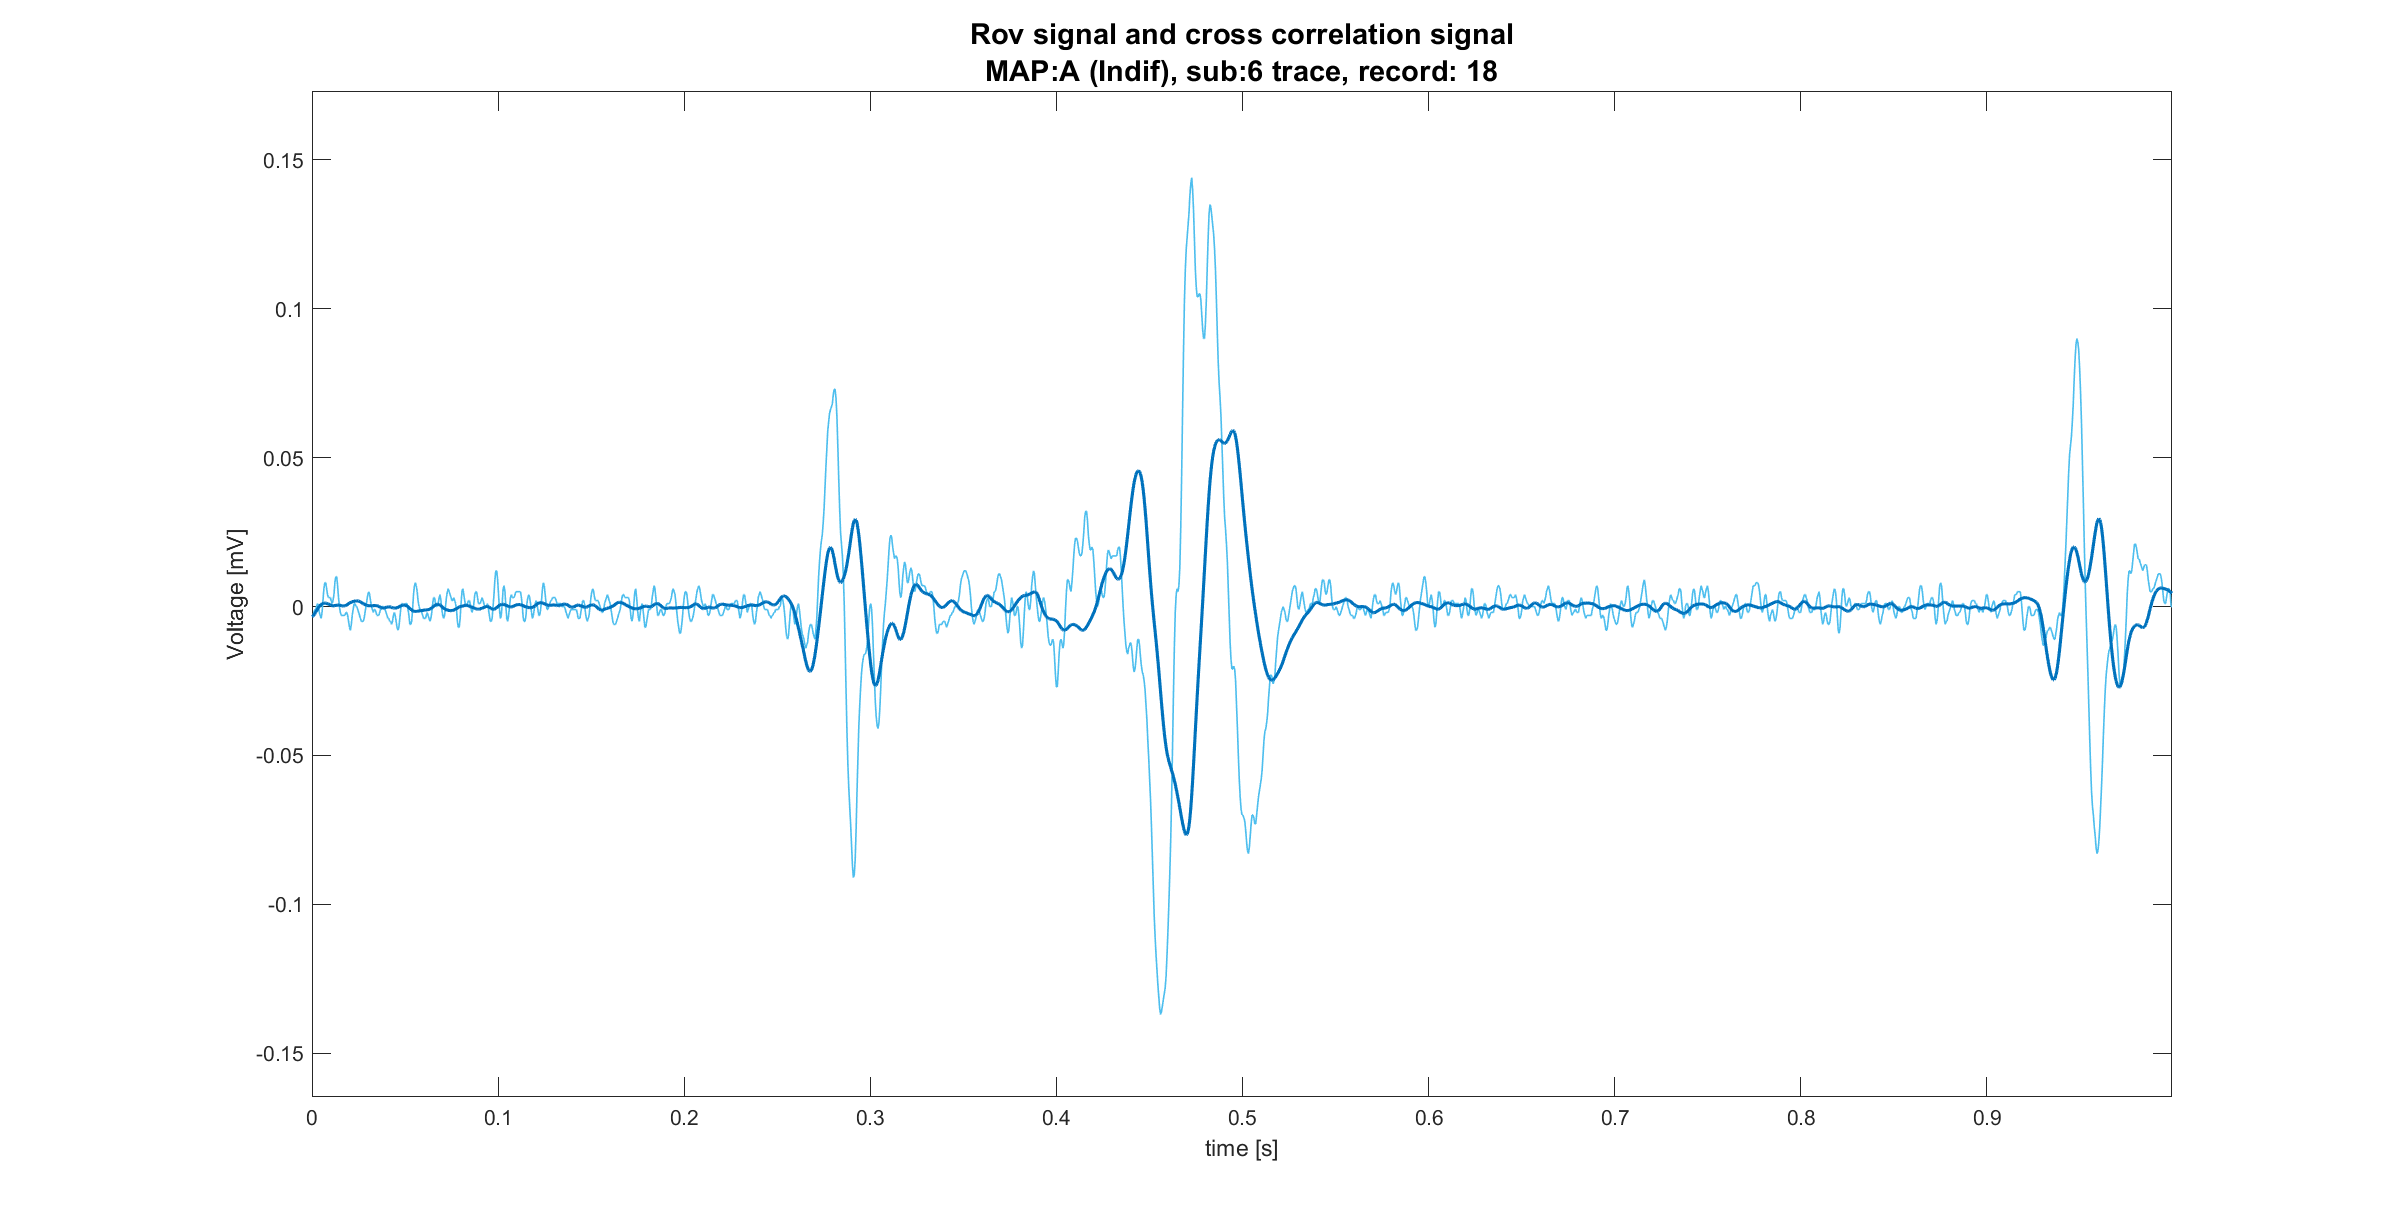 Rov signal and cross correlation signal
MAP:A (Indif), sub:6 trace, record: 18
0.15
0.1
0.05
0
-0.05
-0.1
-0.15
Voltage [mV]
0 0.1 0.2 0.3 0.4 0.5 0.6 0.7 0.8 0.9
time [s]